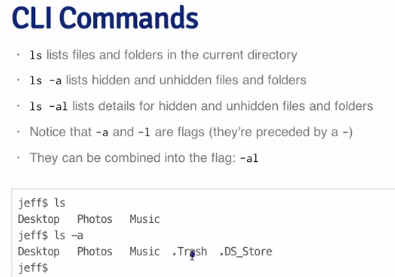 CLI Commands
· ls lists files and folders in the current directory
· ls -a lists hidden and unhidden files and folders
· ls -al lists details for hidden and unhidden files and folders
· Notice that -a and -l are flags (they're preceded by a -)
· They can be combined into the flag: -al
jeff$ ls
Desktop Photos Music
jeff$ ls -a
Desktop Photos Music .Trash .DS_Store
jeff$